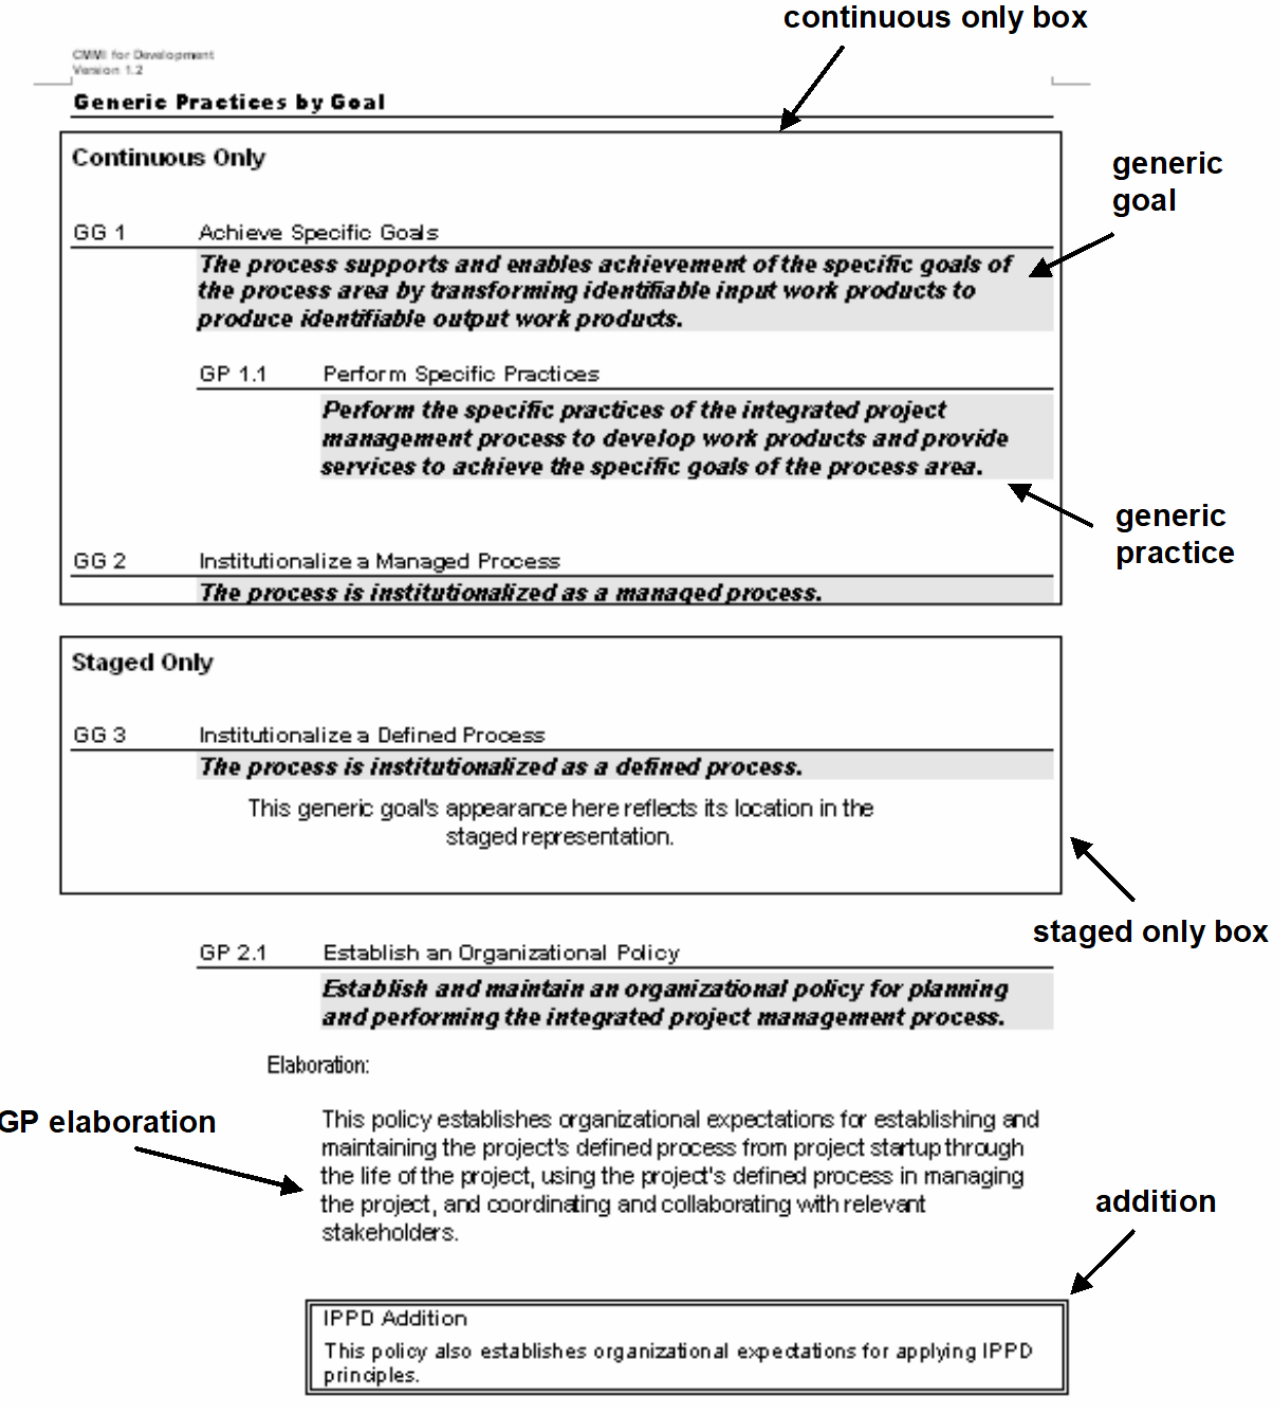 continuous only box
CMMI for Development
Version 1.2
Generic Practices by Goal
Continuous Only
generic
goal
GG 1 Achieve Specific Goals
The process supports and enables achievement of the specific goals of
the process area by transforming identifiable input work products to
produce identifiable output work products.
GP 1.1 Perform Specific Practices
Perform the specific practices of the integrated project
management process to develop work products and provide
services to achieve the specific goals of the process area.
generic
practice
GG 2 Institutionalize a Managed Process
The process is institutionalized as a managed process.
Staged Only
GG 3 Institutionalize a Defined Process
The process is institutionalized as a defined process.
This generic goal's appearance here reflects its location in the
staged representation.
staged only box
GP 2.1 Establish an Organizational Policy
Establish and maintain an organizational policy for planning
and performing the integrated project management process.
Elaboration:
GP elaboration
This policy establishes organizational expectations for establishing and
maintaining the project's defined process from project startup through
the life of the project, using the project's defined process in managing
the project, and coordinating and collaborating with relevant
stakeholders.
addition
IPPD Addition
This policy also establishes organizational expectations for applying IPPD
principles.